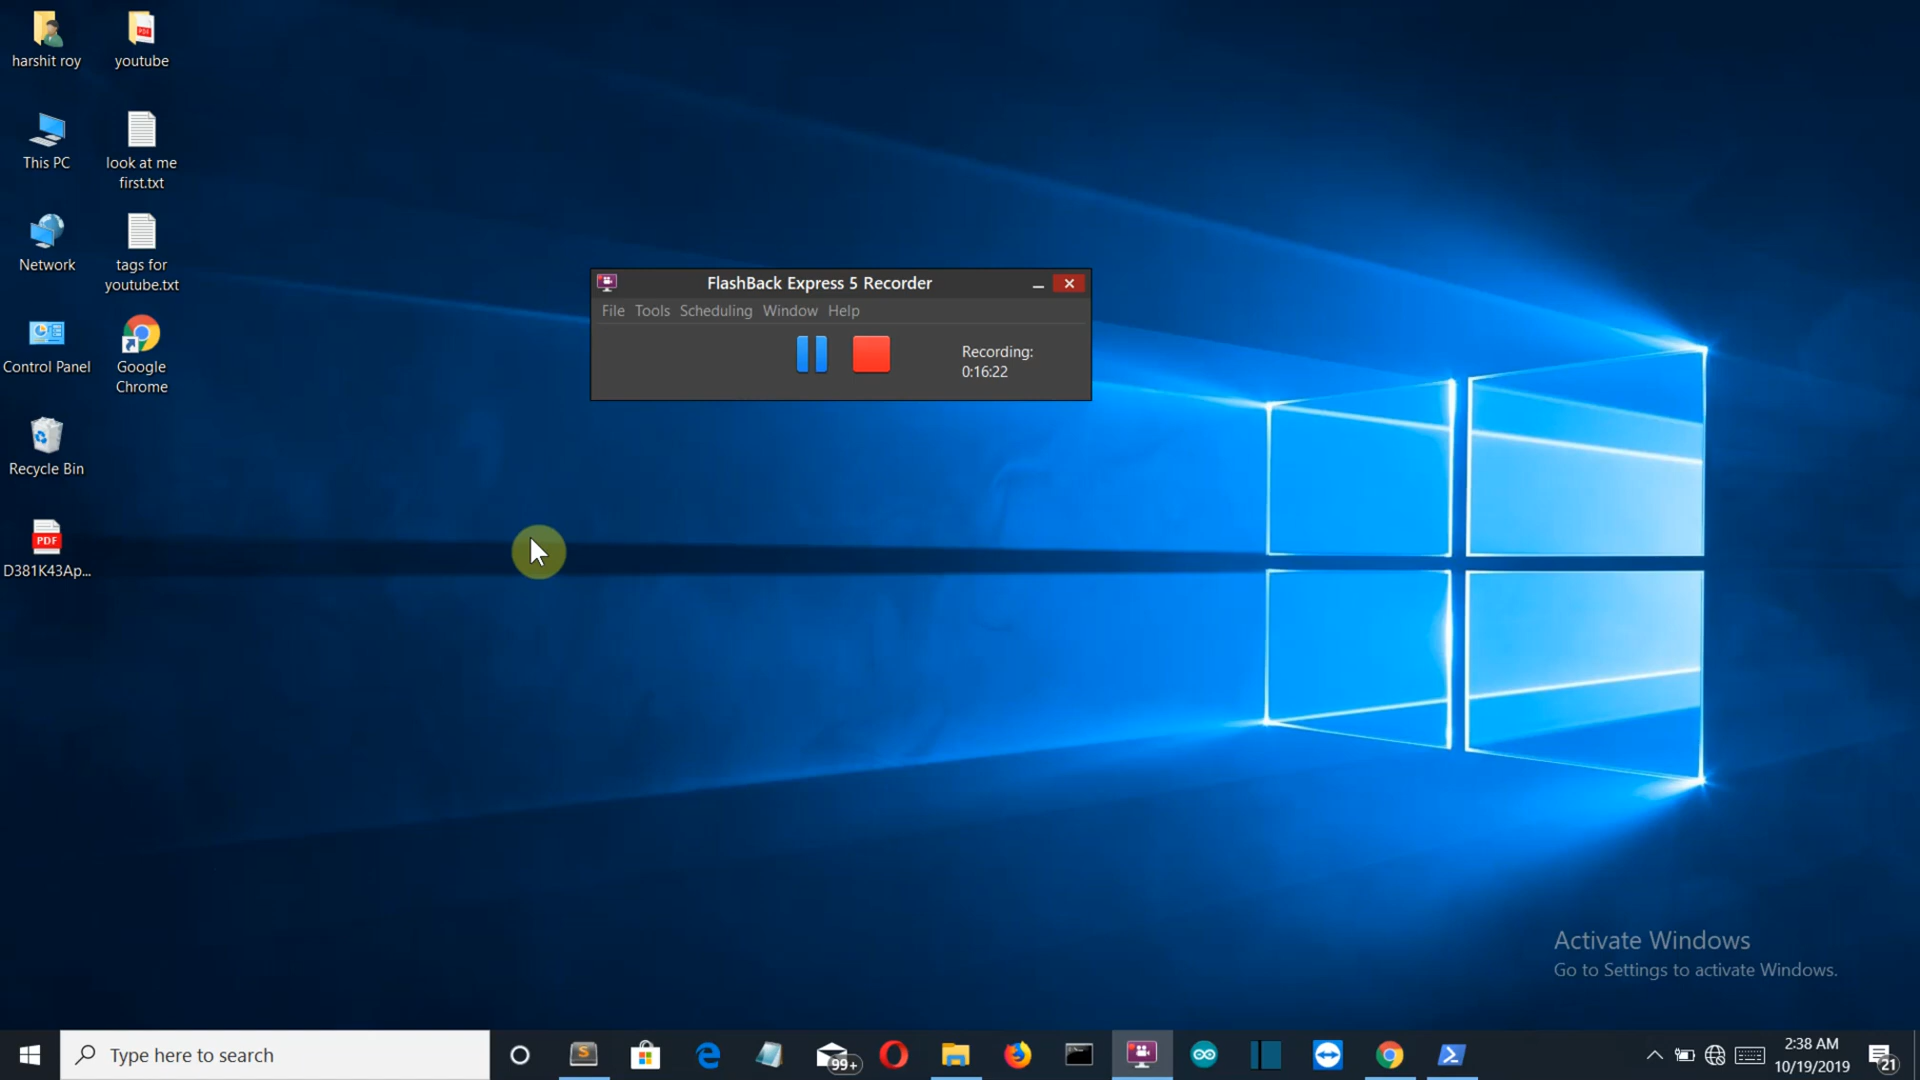 harshit roy
youtube
This PC
look at me
first.txt
Network
tags for
youtube.txt
Control Panel
Google
Chrome
Recycle Bin
PDF
D381K43Ap...
FlashBack Express 5 Recorder
File Tools Scheduling Window Help
Recording:
0:16:22
Activate Windows
Go to Settings to activate Windows.
Type here to search
99+
2:38 AM
10/19/2019
21